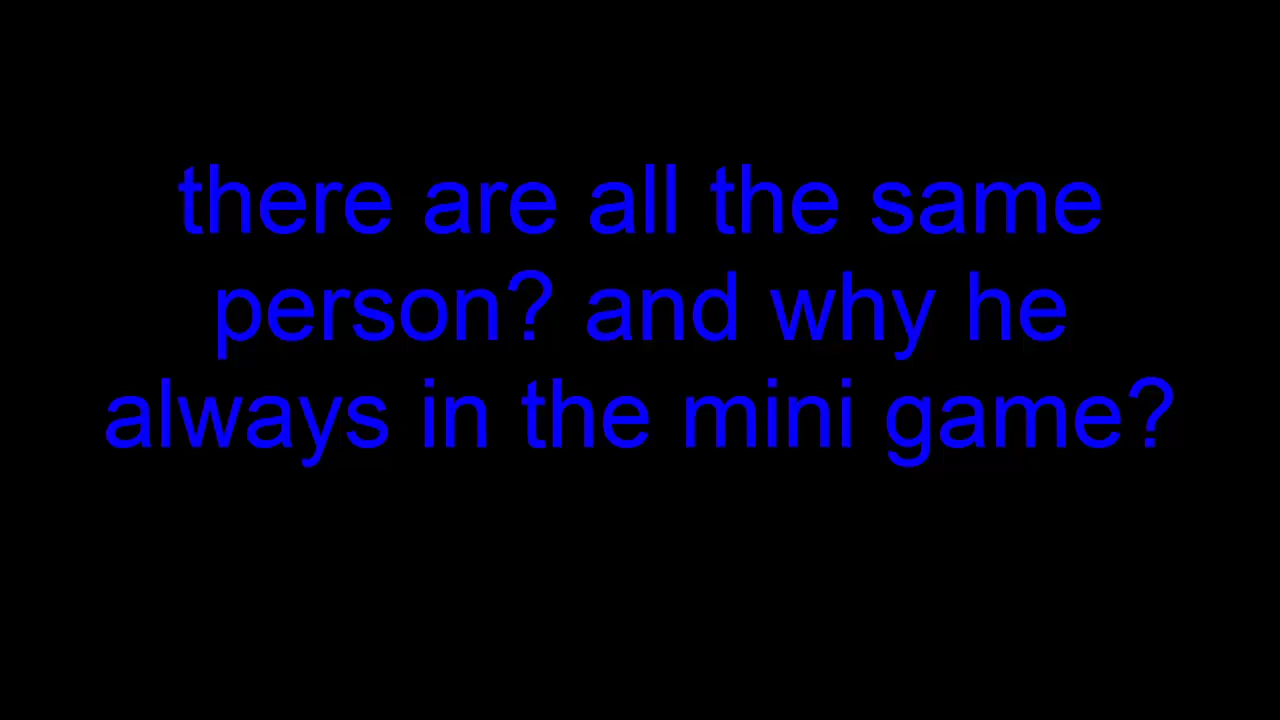 there are all the same
person? and why he
always in the mini game?